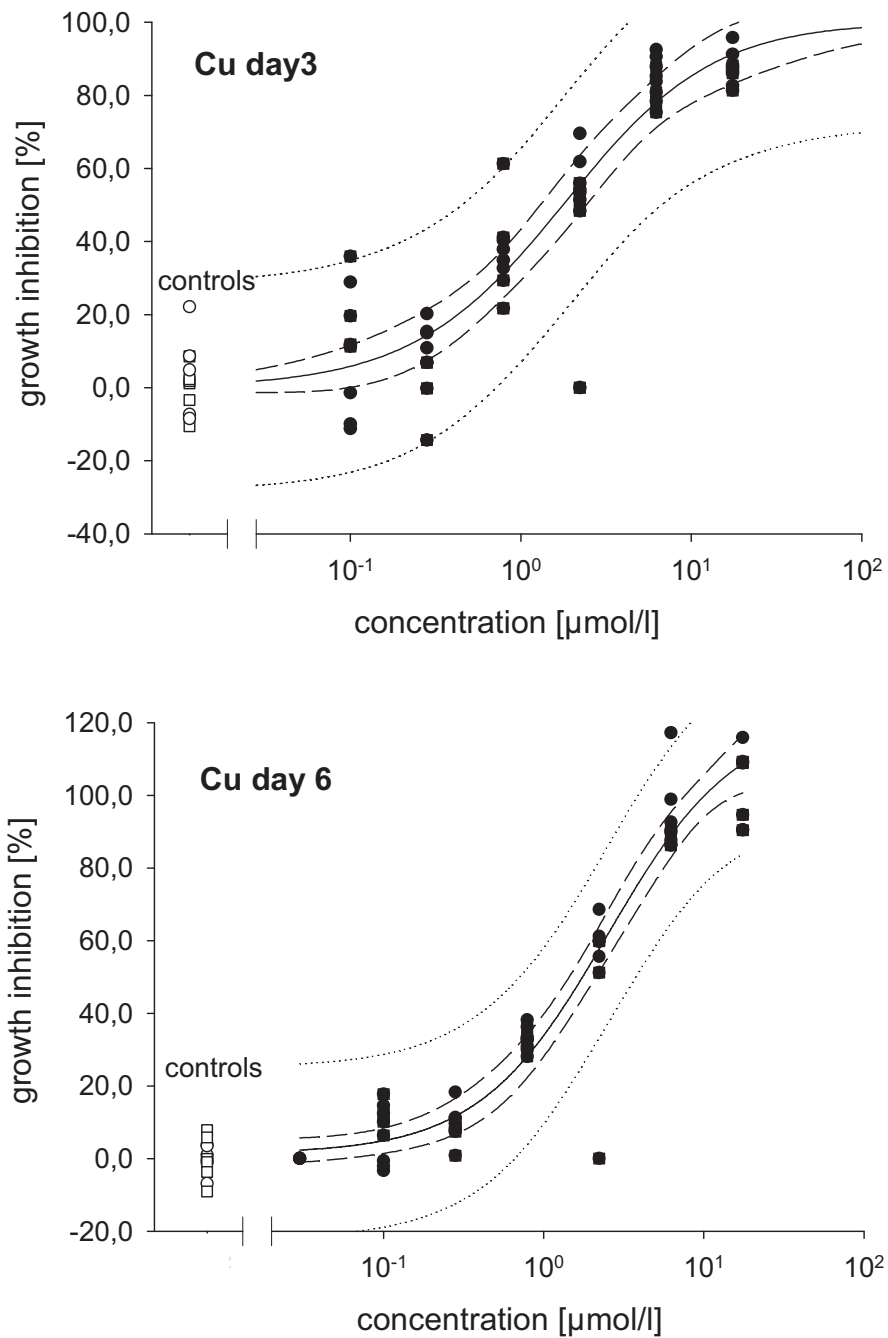 100,0
Cu day3
80,0
60,0
40,0
controls
20,0
0,0
-20,0
-40,0
growth inhibition [%]
10-1 100 101 102
concentration [µmol/l]
120,0
Cu day 6
100,0
80,0
60,0
40,0
controls
20,0
0,0
-20,0
growth inhibition [%]
10-1 100 101 102
concentration [µmol/l]